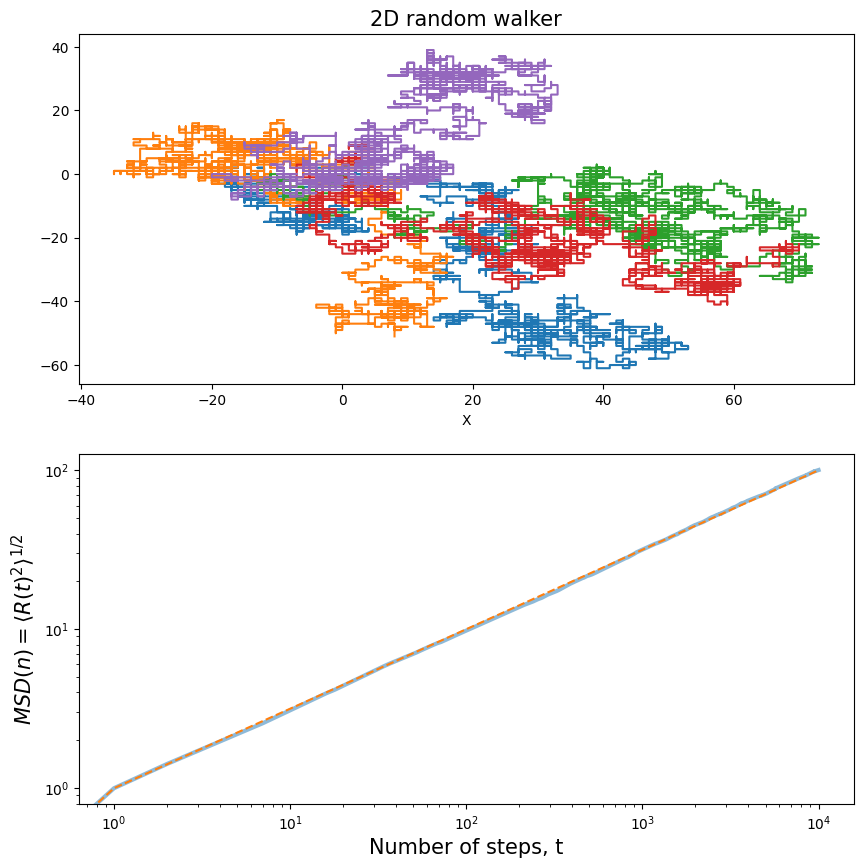 2D random walker
40
20
0
−20
−40
−60
−40 −20 0 20 40 60
X
10²
10¹
10⁰
MSD(n) = ⟨R(t)²⟩^{1/2}
10⁰ 10¹ 10² 10³ 10⁴
Number of steps, t